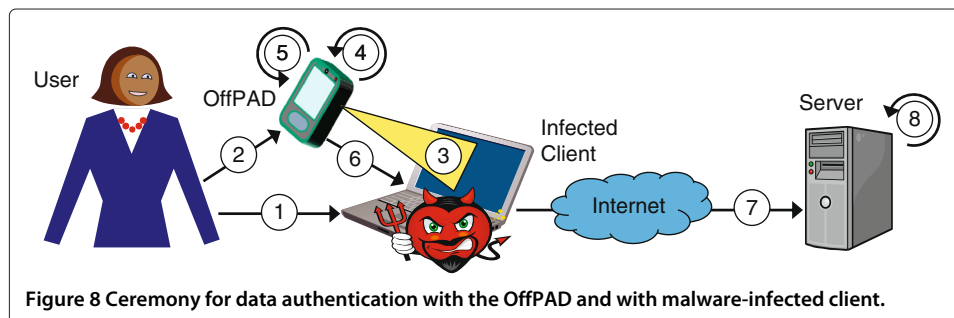 User
OffPAD
5
4
2
6
3
1
Infected
Client
Internet
7
Server
8
Figure 8 Ceremony for data authentication with the OffPAD and with malware-infected client.